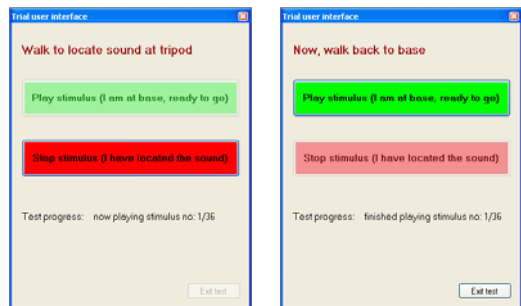 Trial user interface
Walk to locate sound at tripod
Play stimulus (I am at base, ready to go)
Stop stimulus (I have located the sound)
Test progress: now playing stimulus no: 1/36
Exit test
Trial user interface
Now, walk back to base
Play stimulus (I am at base, ready to go)
Stop stimulus (I have located the sound)
Test progress: finished playing stimulus no: 1/36
Exit test